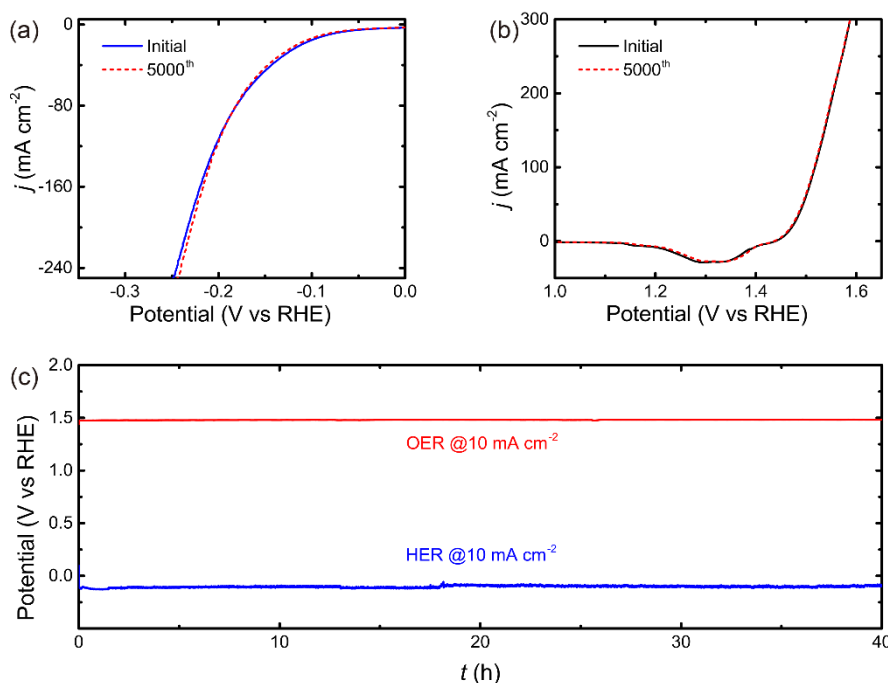 (a)
Initial
5000th
0
-80
-160
-240
j (mA cm-2)
-0.3
-0.2
-0.1
0.0
Potential (V vs RHE)
(b)
Initial
5000th
300
200
100
0
j (mA cm-2)
1.0
1.2
1.4
1.6
Potential (V vs RHE)
(c)
2.0
1.5
1.0
0.5
0.0
Potential (V vs RHE)
OER @10 mA cm-2
HER @10 mA cm-2
0
10
20
30
40
t (h)